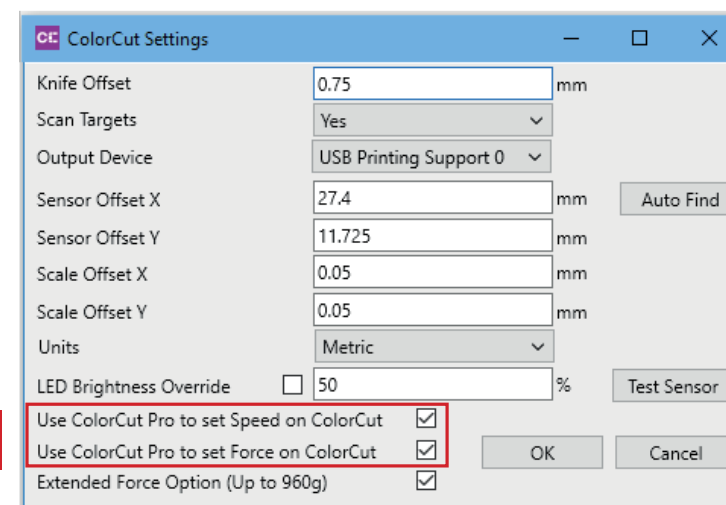 CC ColorCut Settings
Knife Offset 0.75 mm
Scan Targets Yes
Output Device USB Printing Support 0
Sensor Offset X 27.4 mm Auto Find
Sensor Offset Y 11.725 mm
Scale Offset X 0.05 mm
Scale Offset Y 0.05 mm
Units Metric
LED Brightness Override 50 % Test Sensor
Use ColorCut Pro to set Speed on ColorCut
Use ColorCut Pro to set Force on ColorCut OK Cancel
Extended Force Option (Up to 960g)